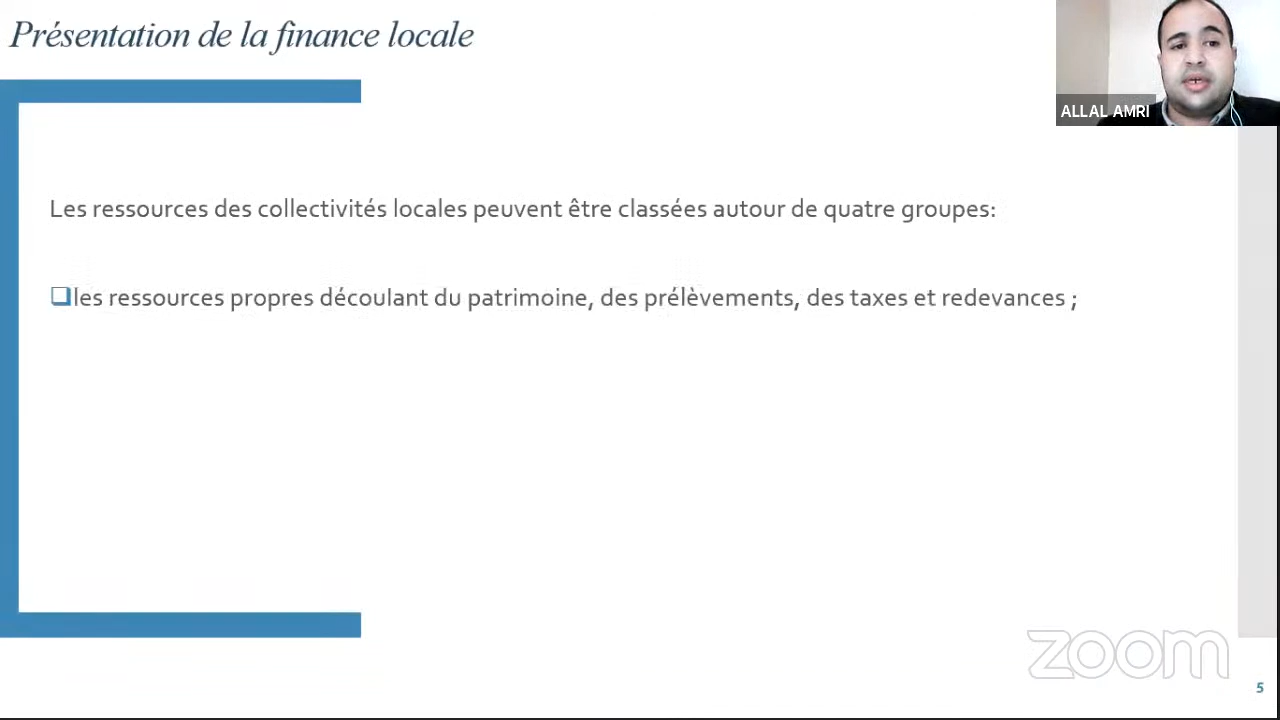 Présentation de la finance locale
ALLAL AMRI
Les ressources des collectivités locales peuvent être classées autour de quatre groupes:
les ressources propres découlant du patrimoine, des prélèvements, des taxes et redevances ;
zoom
5